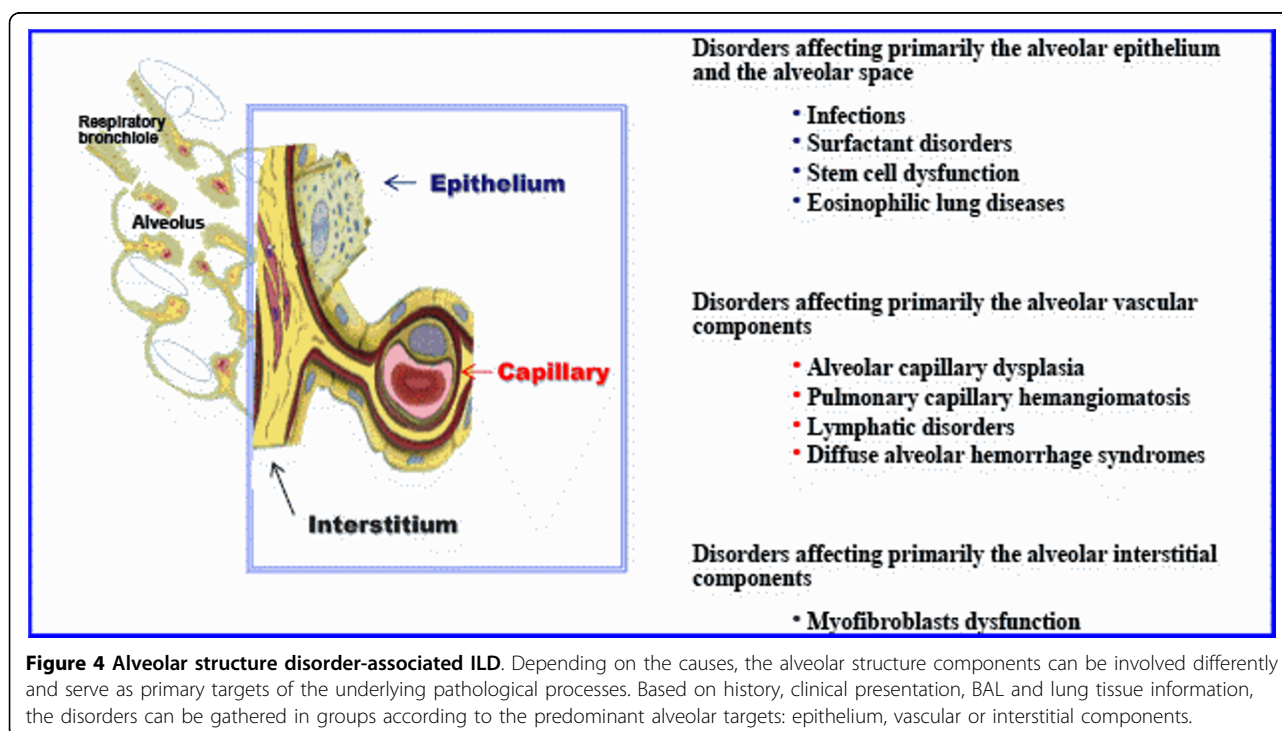 Respiratory
bronchiole
Alveolus
Epithelium
Capillary
Interstitium
Disorders affecting primarily the alveolar epithelium
and the alveolar space
• Infections
• Surfactant disorders
• Stem cell dysfunction
• Eosinophilic lung diseases
Disorders affecting primarily the alveolar vascular
components
• Alveolar capillary dysplasia
• Pulmonary capillary hemangiomatosis
• Lymphatic disorders
• Diffuse alveolar hemorrhage syndromes
Disorders affecting primarily the alveolar interstitial
components
• Myofibroblasts dysfunction
Figure 4 Alveolar structure disorder-associated ILD. Depending on the causes, the alveolar structure components can be involved differently
and serve as primary targets of the underlying pathological processes. Based on history, clinical presentation, BAL and lung tissue information,
the disorders can be gathered in groups according to the predominant alveolar targets: epithelium, vascular or interstitial components.